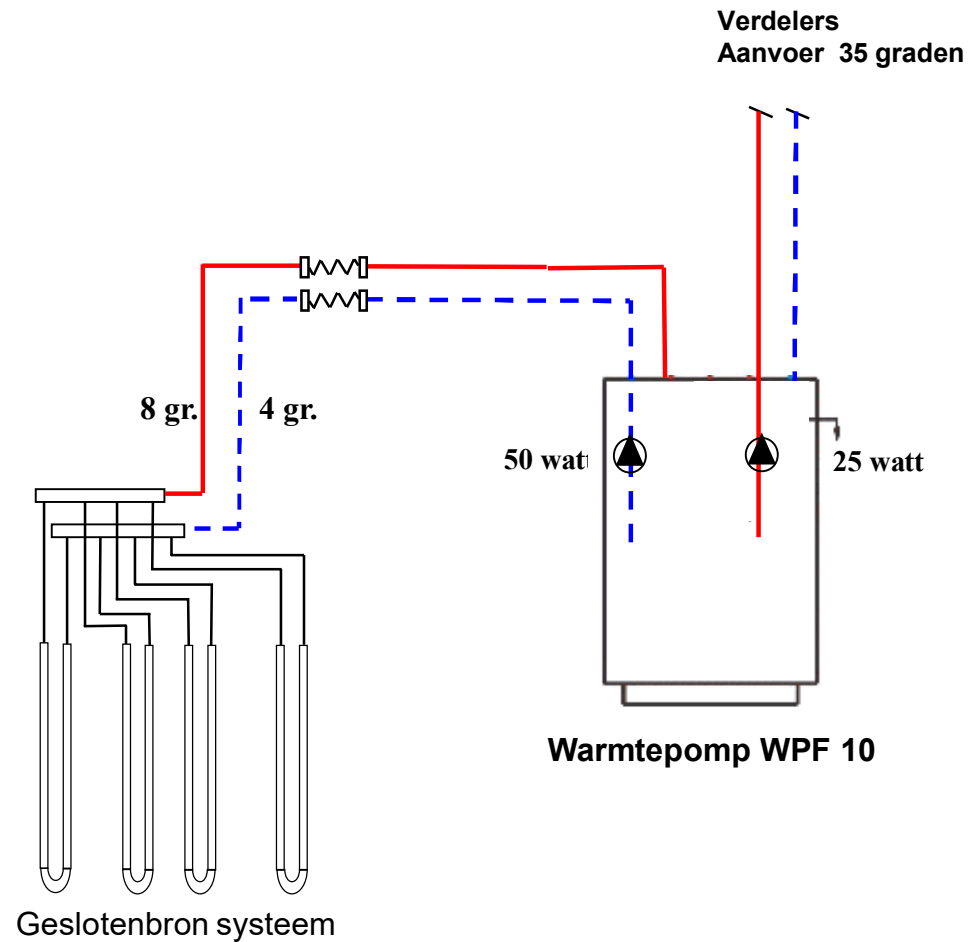 Verdelers
Aanvoer 35 graden
8 gr.
4 gr.
50 watt
25 watt
Warmtepomp WPF 10
Geslotenbron systeem